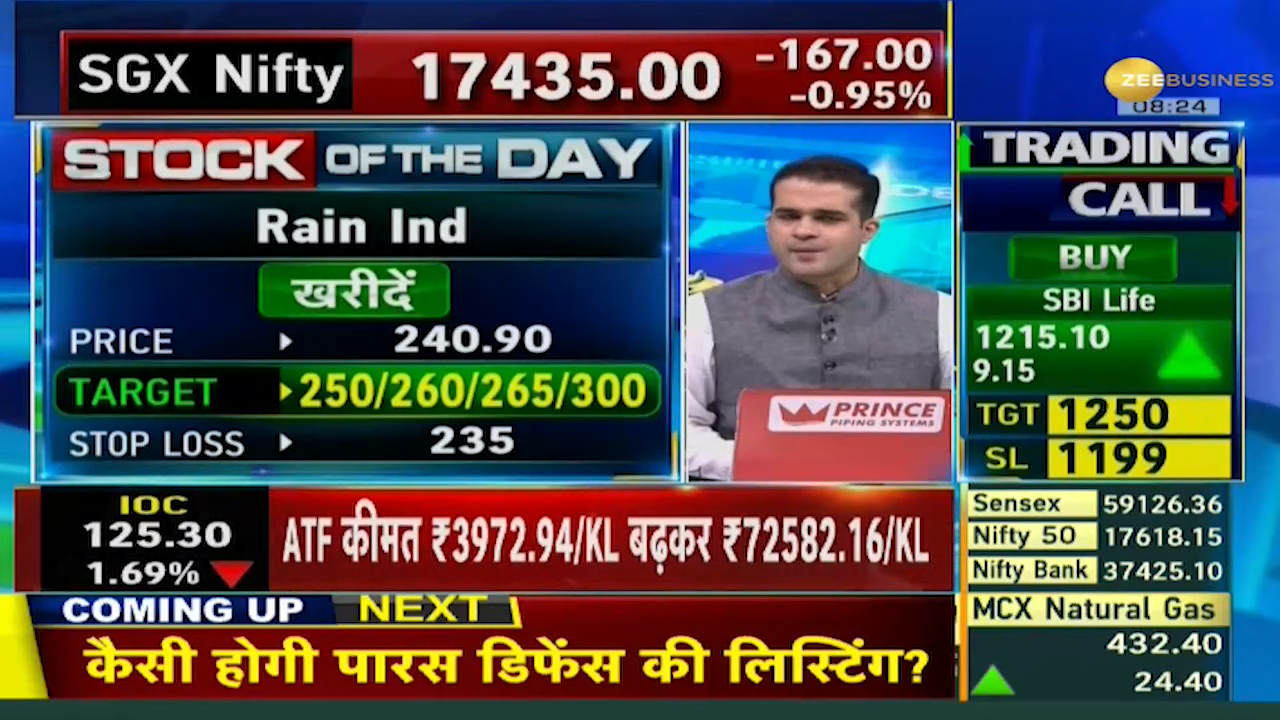 SGX Nifty
17435.00
-167.00
-0.95%
ZEEBUSINESS
08:24
STOCK OF THE DAY
Rain Ind
खरीदें
PRICE 240.90
TARGET 250/260/265/300
STOP LOSS 235
PRINCE
PIPING SYSTEMS
TRADING
CALL
BUY
SBI Life
1215.10
9.15
TGT 1250
SL 1199
IOC
125.30
1.69%
ATF कीमत ₹3972.94/KL बढ़कर ₹72582.16/KL
COMING UP NEXT
कैसी होगी पारस डिफेंस की लिस्टिंग?
Sensex 59126.36
Nifty 50 17618.15
Nifty Bank 37425.10
MCX Natural Gas
432.40
24.40